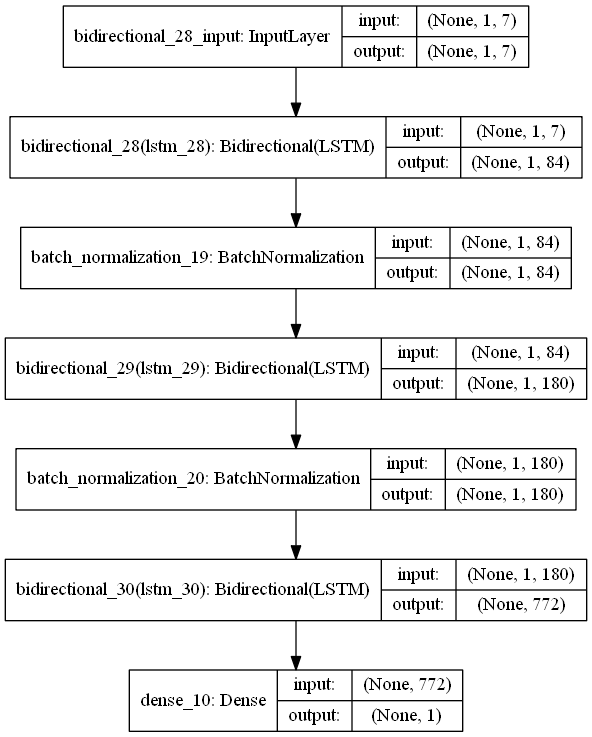 bidirectional_28_input: InputLayer input: (None, 1, 7)
output: (None, 1, 7)
bidirectional_28(lstm_28): Bidirectional(LSTM) input: (None, 1, 7)
output: (None, 1, 84)
batch_normalization_19: BatchNormalization input: (None, 1, 84)
output: (None, 1, 84)
bidirectional_29(lstm_29): Bidirectional(LSTM) input: (None, 1, 84)
output: (None, 1, 180)
batch_normalization_20: BatchNormalization input: (None, 1, 180)
output: (None, 1, 180)
bidirectional_30(lstm_30): Bidirectional(LSTM) input: (None, 1, 180)
output: (None, 772)
dense_10: Dense input: (None, 772)
output: (None, 1)